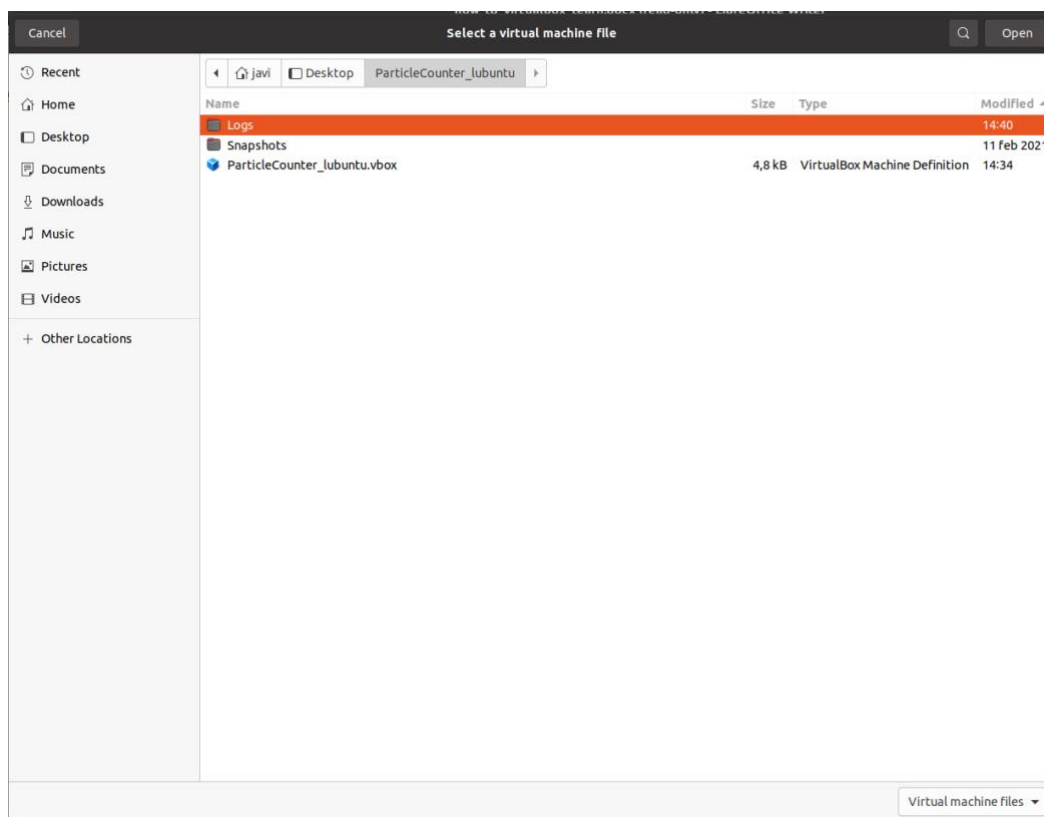 Cancel Select a virtual machine file Open
Recent
Home
Desktop
Documents
Downloads
Music
Pictures
Videos
Other Locations
javi Desktop ParticleCounter_lubuntu
Name Size Type Modified
Logs 14:40
Snapshots 11 feb 202
ParticleCounter_lubuntu.vbox 4,8 kB VirtualBox Machine Definition 14:34
Virtual machine files